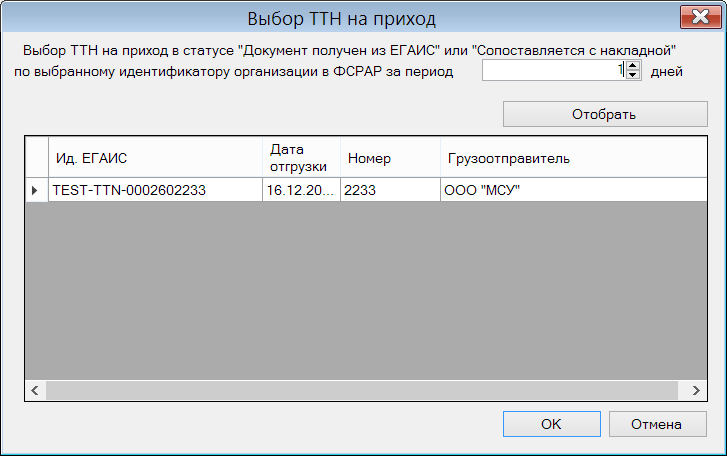 Выбор ТТН на приход
Выбор ТТН на приход в статусе "Документ получен из ЕГАИС" или "Сопоставляется с накладной"
по выбранному идентификатору организации в ФСРАР за период 1 дней
Отобрать
Ид. ЕГАИС Дата отгрузки Номер Грузоотправитель
TEST-TTN-0002602233 16.12.20... 2233 ООО "МСУ"
OK Отмена